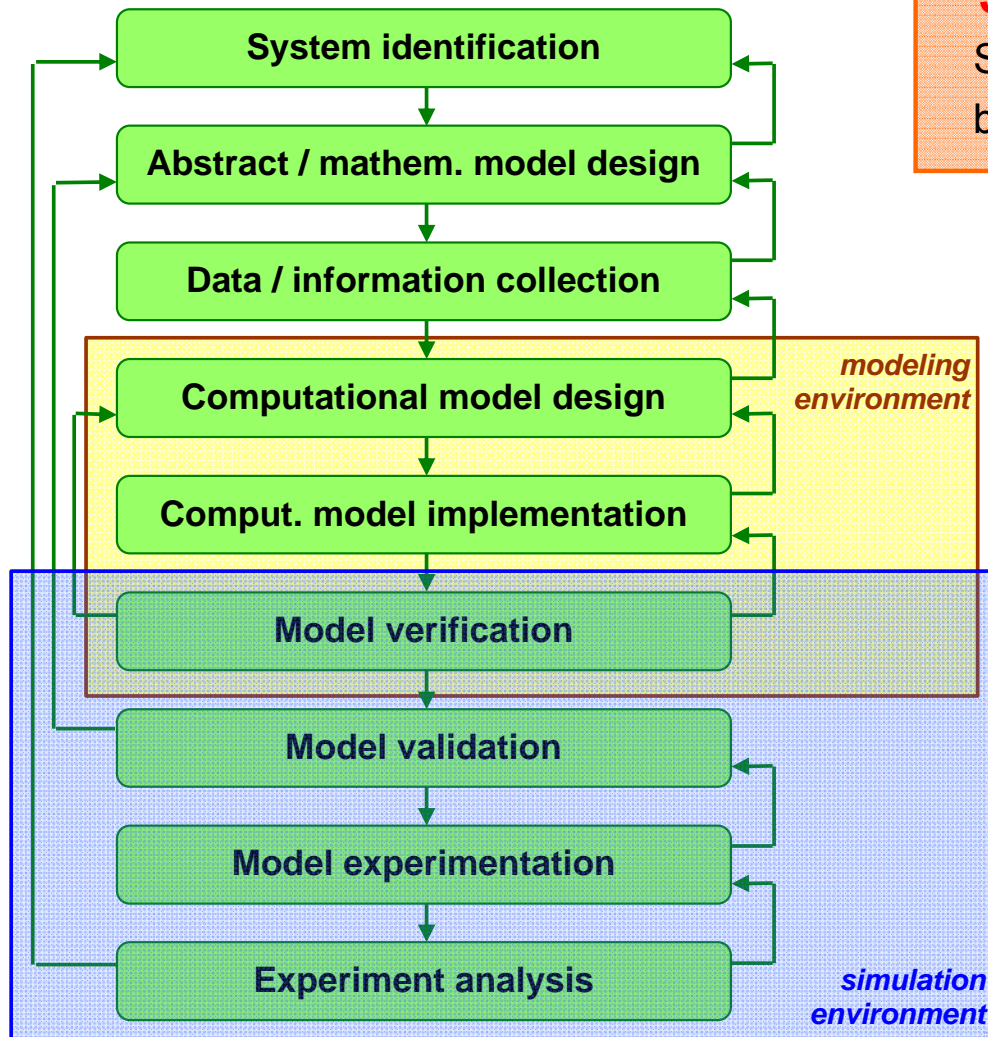 System identification
Abstract / mathem. model design
Data / information collection
Computational model design
modeling
environment
Comput. model implementation
Model verification
Model validation
Model experimentation
Experiment analysis
simulation
environment